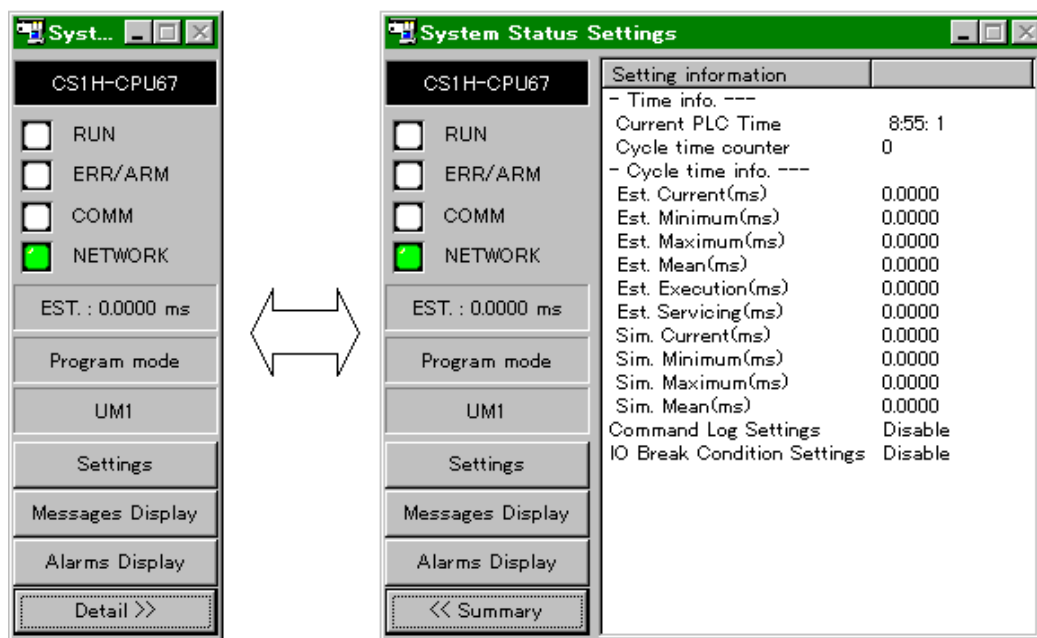 Syst...
CS1H-CPU67
RUN
ERR/ARM
COMM
NETWORK
EST. : 0.0000 ms
Program mode
UM1
Settings
Messages Display
Alarms Display
Detail >>
System Status Settings
CS1H-CPU67
RUN
ERR/ARM
COMM
NETWORK
EST. : 0.0000 ms
Program mode
UM1
Settings
Messages Display
Alarms Display
<< Summary
Setting information
- Time info. ---
Current PLC Time 8:55: 1
Cycle time counter 0
- Cycle time info. ---
Est. Current(ms) 0.0000
Est. Minimum(ms) 0.0000
Est. Maximum(ms) 0.0000
Est. Mean(ms) 0.0000
Est. Execution(ms) 0.0000
Est. Servicing(ms) 0.0000
Sim. Current(ms) 0.0000
Sim. Minimum(ms) 0.0000
Sim. Maximum(ms) 0.0000
Sim. Mean(ms) 0.0000
Command Log Settings Disable
IO Break Condition Settings Disable